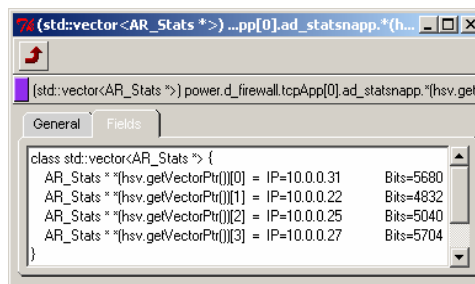 (std::vector<AR_Stats *>) ...pp[0].ad_statsnapp.*(h...
(std::vector<AR_Stats *>) power.d_firewall.tcpApp[0].ad_statsnapp.*(hsv.get
General Fields
class std::vector<AR_Stats *> {
AR_Stats * *(hsv.getVectorPtr())[0] = IP=10.0.0.31 Bits=5680
AR_Stats * *(hsv.getVectorPtr())[1] = IP=10.0.0.22 Bits=4832
AR_Stats * *(hsv.getVectorPtr())[2] = IP=10.0.0.25 Bits=5040
AR_Stats * *(hsv.getVectorPtr())[3] = IP=10.0.0.27 Bits=5704
}